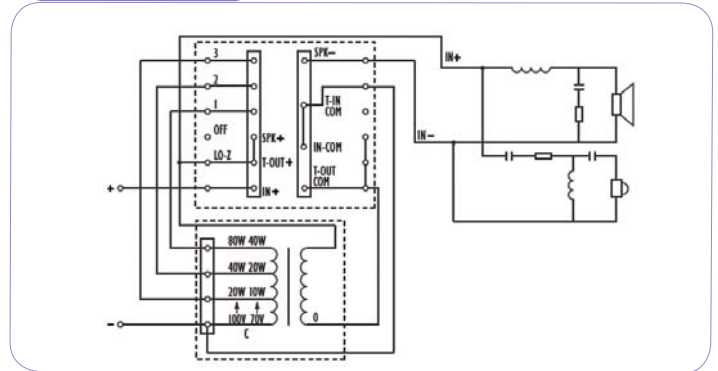 3
SPK−
IN+
2
T-IN
COM
1
OFF
SPK+
IN−
IN-COM
LO-Z
T-OUT+
T-OUT
COM
+
IN+
80W 40W
40W 20W
20W 10W
100V 70V
−
C
0